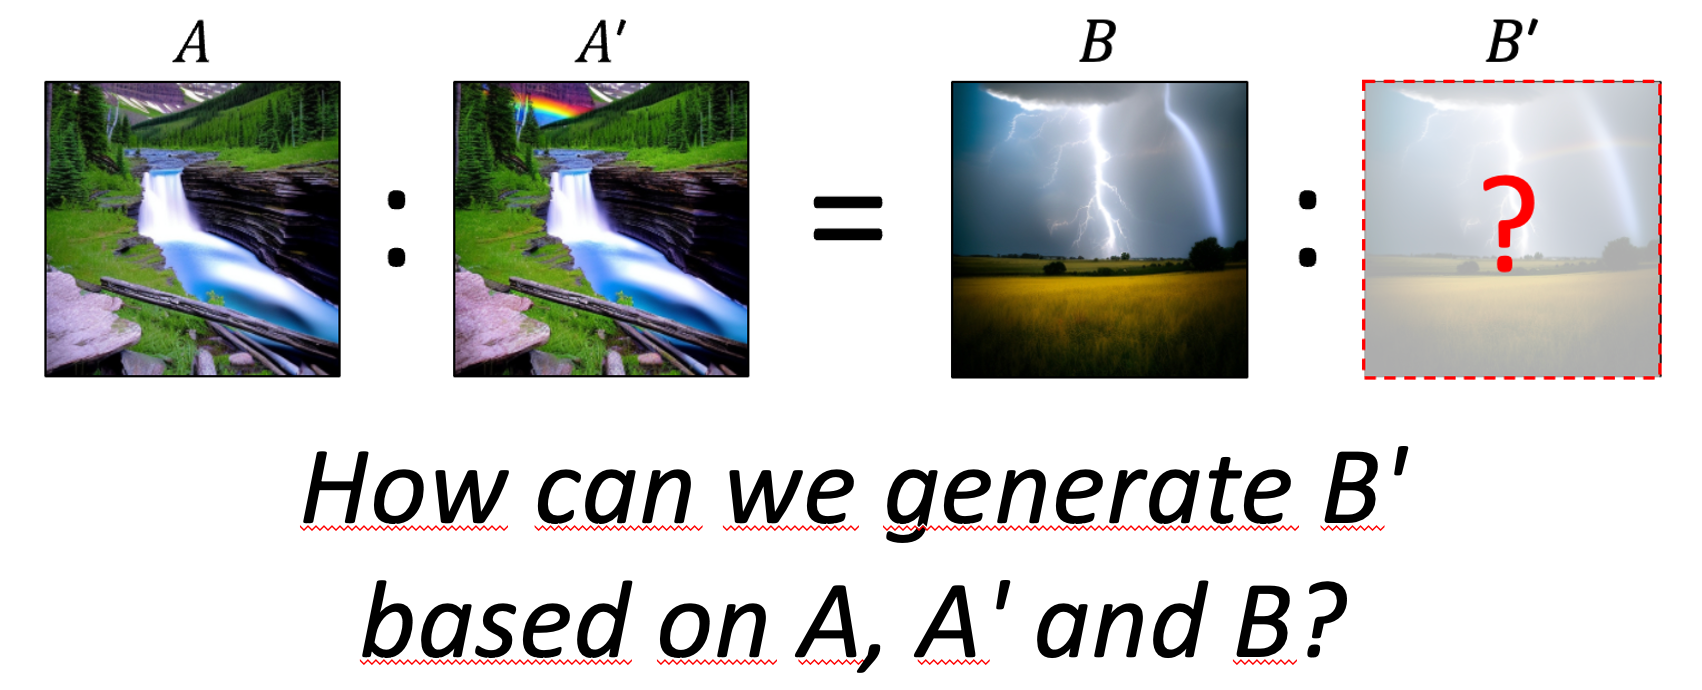 A A′ B B′
: = : ?
How can we generate B'
based on A, A' and B?